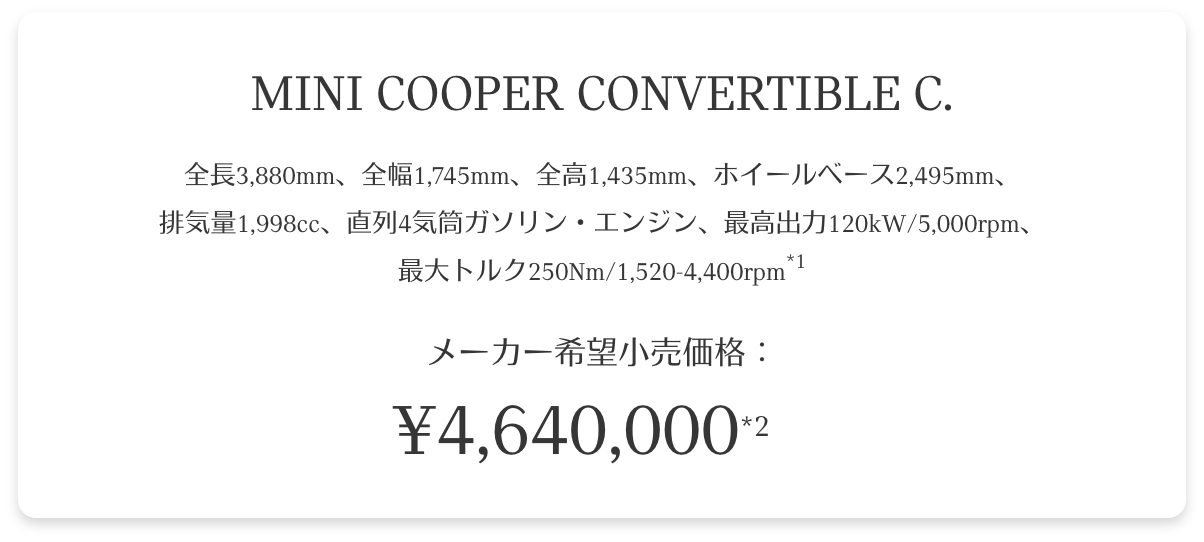 MINI COOPER CONVERTIBLE C.
全長3,880mm、全幅1,745mm、全高1,435mm、ホイールベース2,495mm、
排気量1,998cc、直列4気筒ガソリン・エンジン、最高出力120kW/5,000rpm、
最大トルク250Nm/1,520-4,400rpm*1
メーカー希望小売価格：
¥4,640,000*2